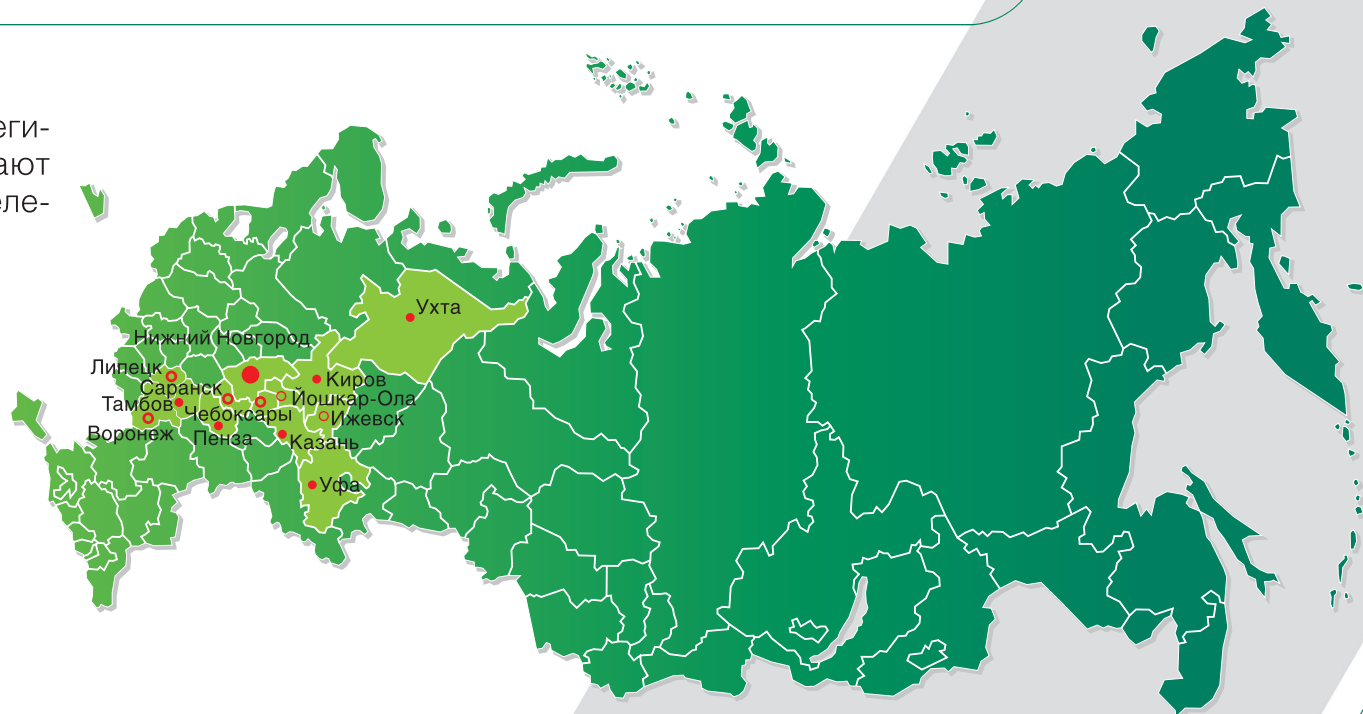 еги-
ают
еле-
Ухта
Нижний Новгород
Липецк
Саранск
Киров
Тамбов
Йошкар-Ола
Чебоксары
Ижевск
Воронеж
Пенза
Казань
Уфа